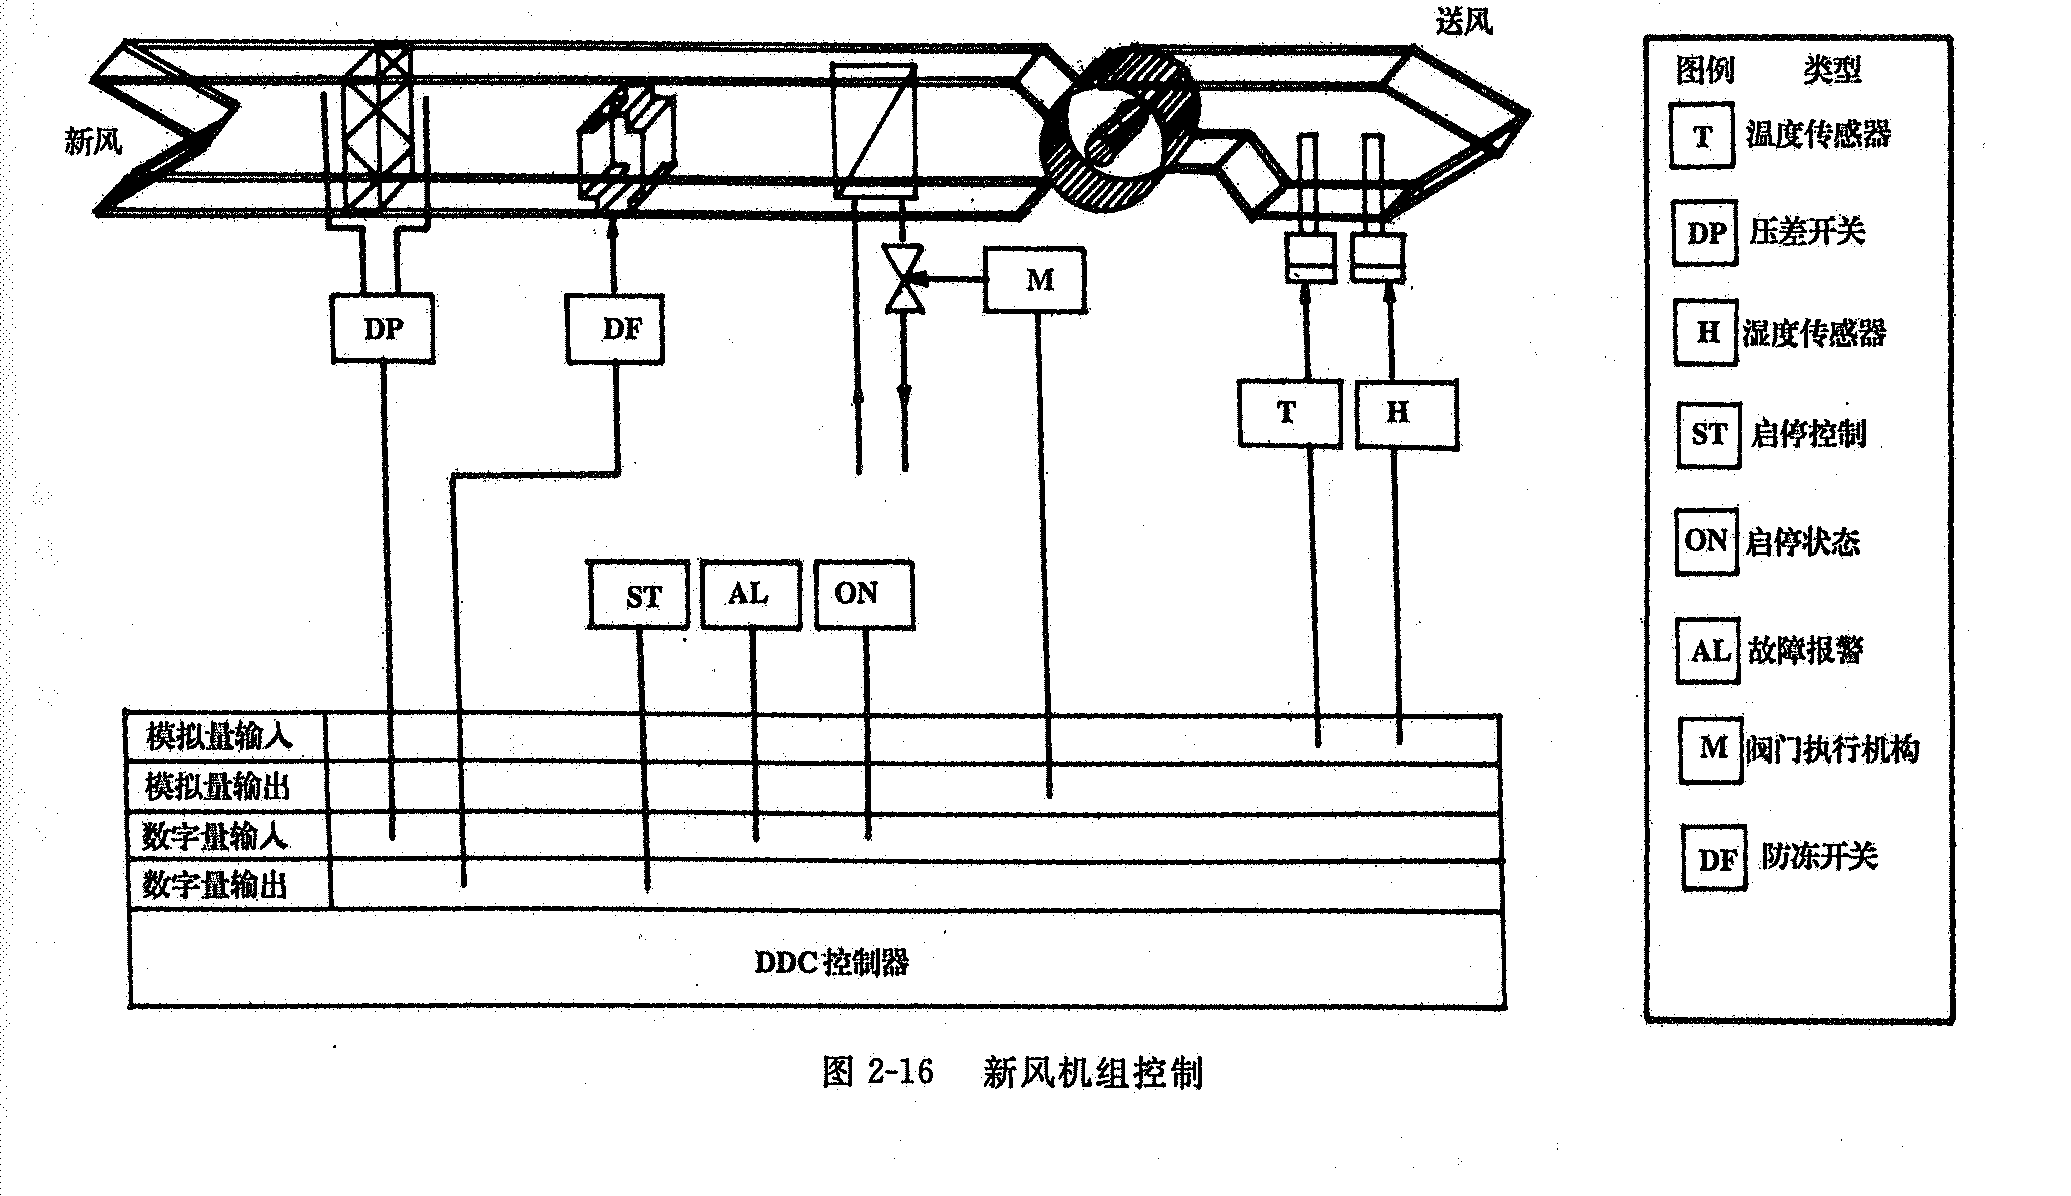 送风
新风
DP
DF
M
T
H
ST
AL
ON
模拟量输入
模拟量输出
数字量输入
数字量输出
DDC控制器
图例 类型
T 温度传感器
DP 压差开关
H 湿度传感器
ST 启停控制
ON 启停状态
AL 故障报警
M 阀门执行机构
DF 防冻开关
图 2-16 新风机组控制